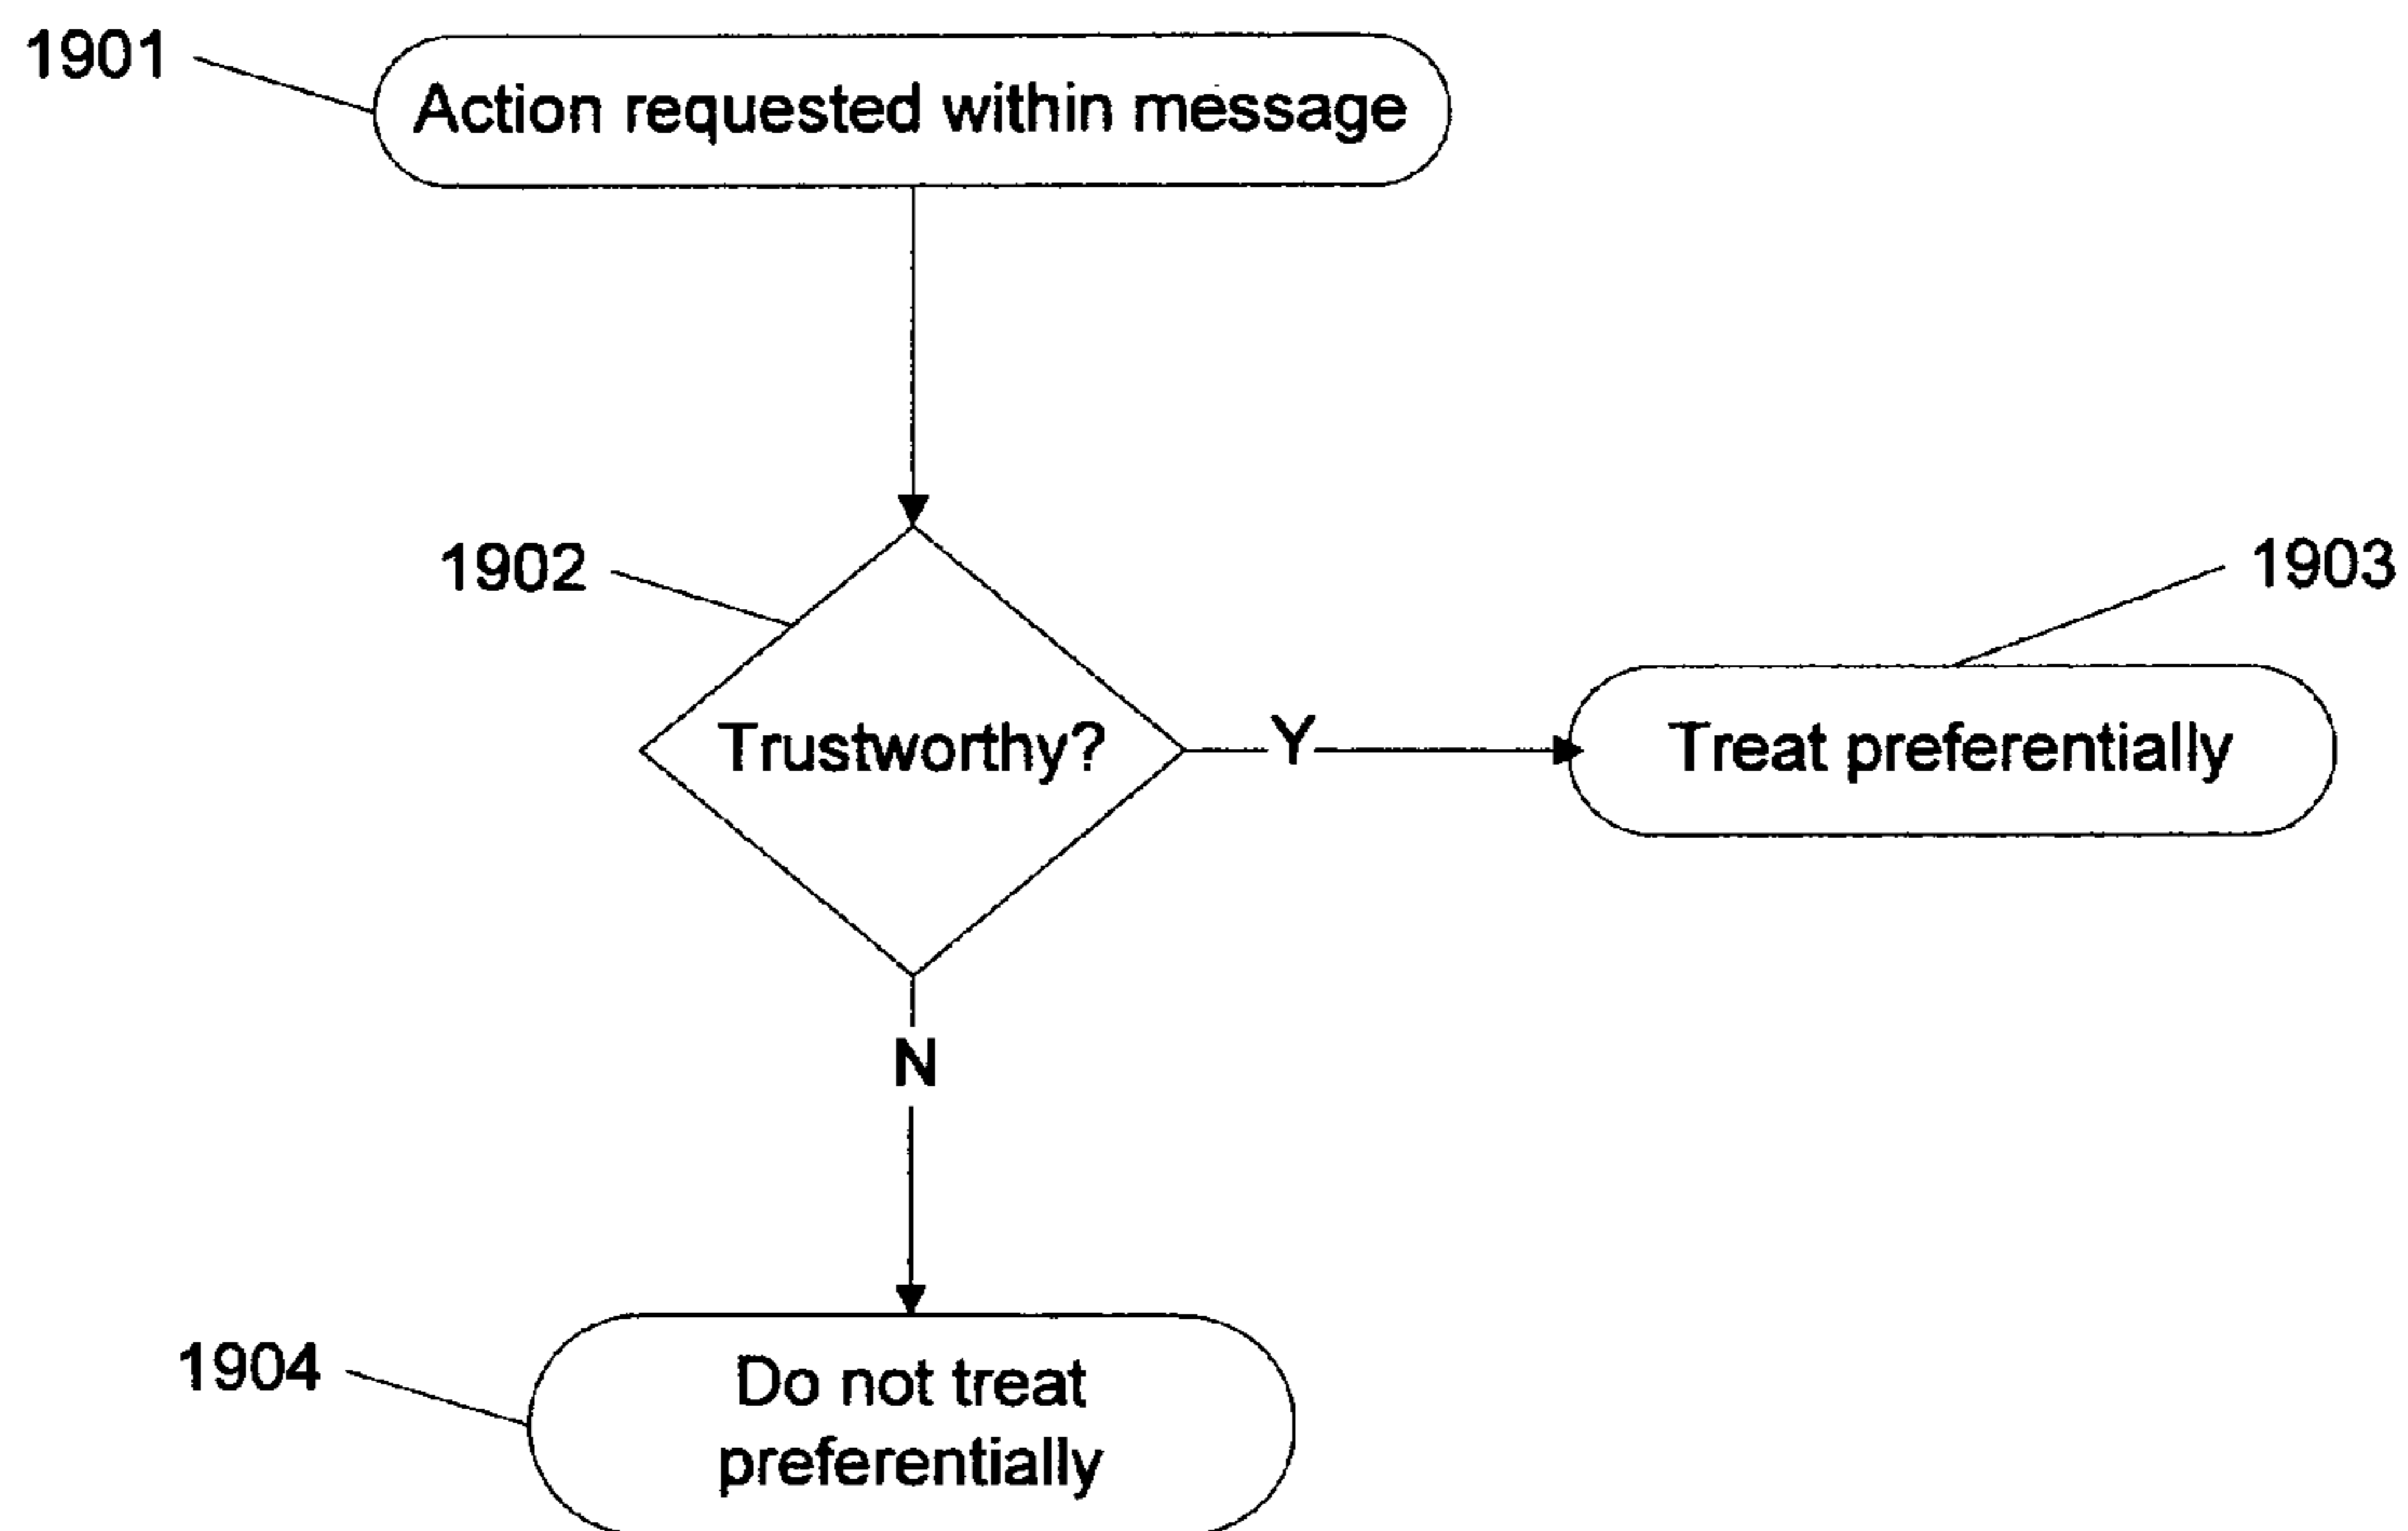 1901
Action requested within message
1902
1903
Trustworthy?
Y
Treat preferentially
N
1904
Do not treat
preferentially